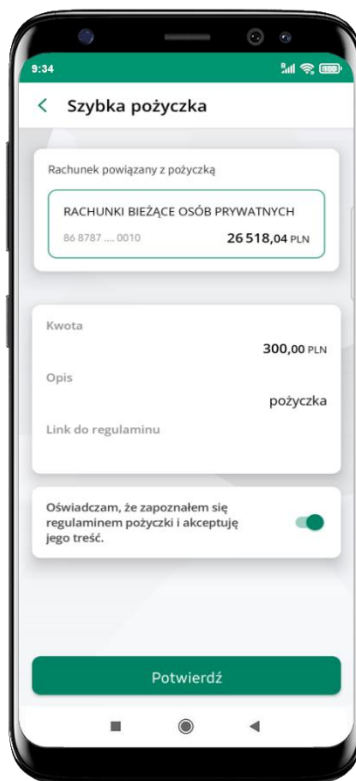 9:34
Szybka pożyczka
Rachunek powiązany z pożyczką
RACHUNKI BIEŻĄCE OSÓB PRYWATNYCH
86 8787 .... 0010 26 518,04 PLN
Kwota
300,00 PLN
Opis
pożyczka
Link do regulaminu
Oświadczam, że zapoznałem się
regulaminem pożyczki i akceptuję
jego treść.
Potwierdź